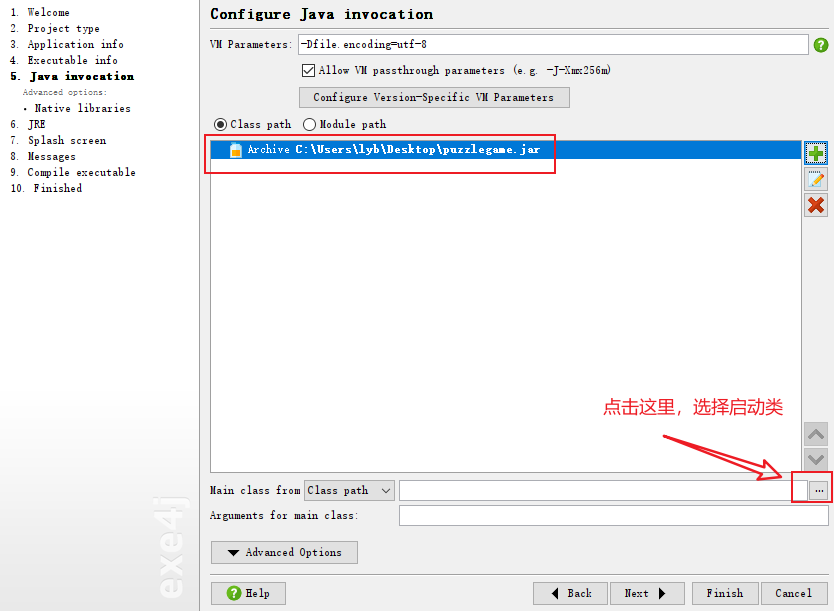 1. Welcome
2. Project type
3. Application info
4. Executable info
5. Java invocation
Advanced options:
· Native libraries
6. JRE
7. Splash screen
8. Messages
9. Compile executable
10. Finished
exe4j
Configure Java invocation
VM Parameters: -Dfile.encoding=utf-8
Allow VM passthrough parameters (e.g. -J-Xmx256m)
Configure Version-Specific VM Parameters
Class path Module path
Archive C:\Users\lyb\Desktop\puzzlegame.jar
点击这里，选择启动类
Main class from Class path ...
Arguments for main class:
Advanced Options
Help Back Next Finish Cancel